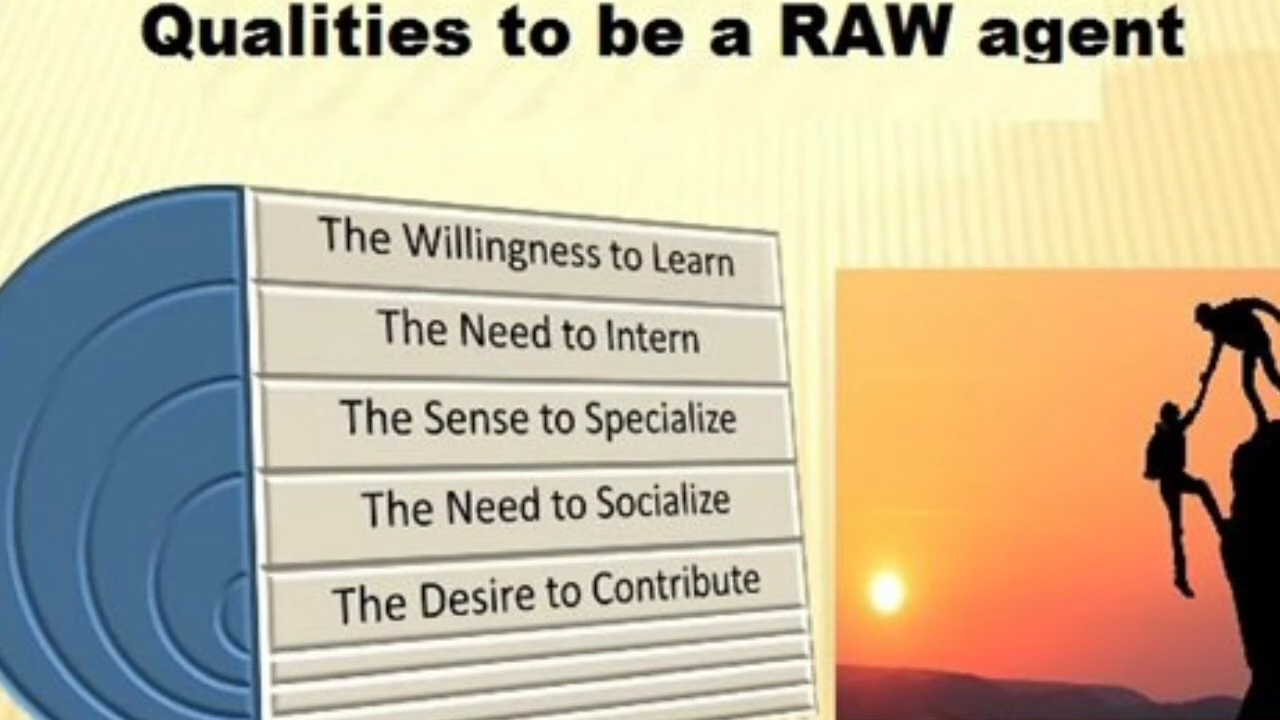 Qualities to be a RAW agent
The Willingness to Learn
The Need to Intern
The Sense to Specialize
The Need to Socialize
The Desire to Contribute